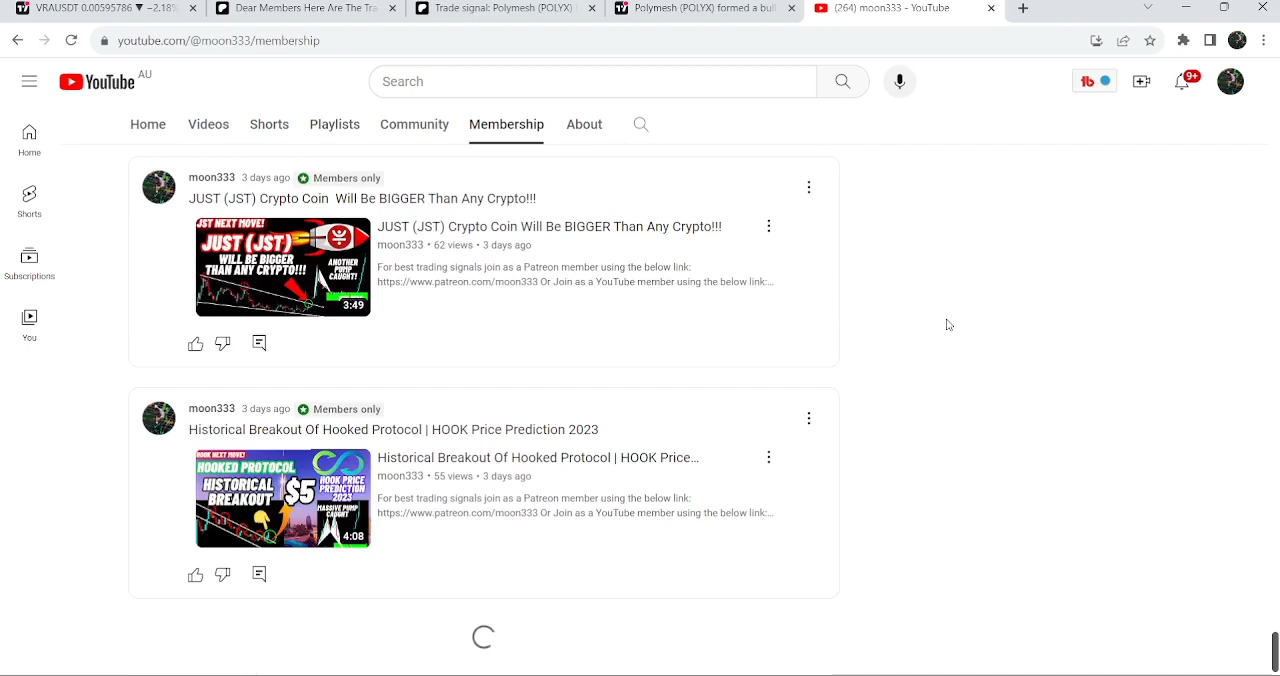 VRAUSDT 0.00595786 ▼ −2.18%
Dear Members Here Are The Tra
Trade signal: Polymesh (POLYX)
Polymesh (POLYX) formed a bull
(264) moon333 - YouTube
youtube.com/@moon333/membership
YouTube AU
Search
9+
Home
Videos
Shorts
Playlists
Community
Membership
About
Home
Shorts
Subscriptions
You
moon333 3 days ago Members only
JUST (JST) Crypto Coin Will Be BIGGER Than Any Crypto!!!
JST NEXT MOVE!
JUST (JST)
WILL BE BIGGER
THAN ANY CRYPTO!!!
ANOTHER
PUMP
CAUGHT!
3:49
JUST (JST) Crypto Coin Will Be BIGGER Than Any Crypto!!!
moon333 • 62 views • 3 days ago
For best trading signals join as a Patreon member using the below link:
https://www.patreon.com/moon333 Or Join as a YouTube member using the below link:...
moon333 3 days ago Members only
Historical Breakout Of Hooked Protocol | HOOK Price Prediction 2023
HOOK NEXT MOVE!
HOOKED PROTOCOL
HISTORICAL
BREAKOUT
$5
HOOK PRICE
PREDICTION
2023
MASSIVE PUMP
CAUGHT
4:08
Historical Breakout Of Hooked Protocol | HOOK Price...
moon333 • 55 views • 3 days ago
For best trading signals join as a Patreon member using the below link:
https://www.patreon.com/moon333 Or Join as a YouTube member using the below link:...